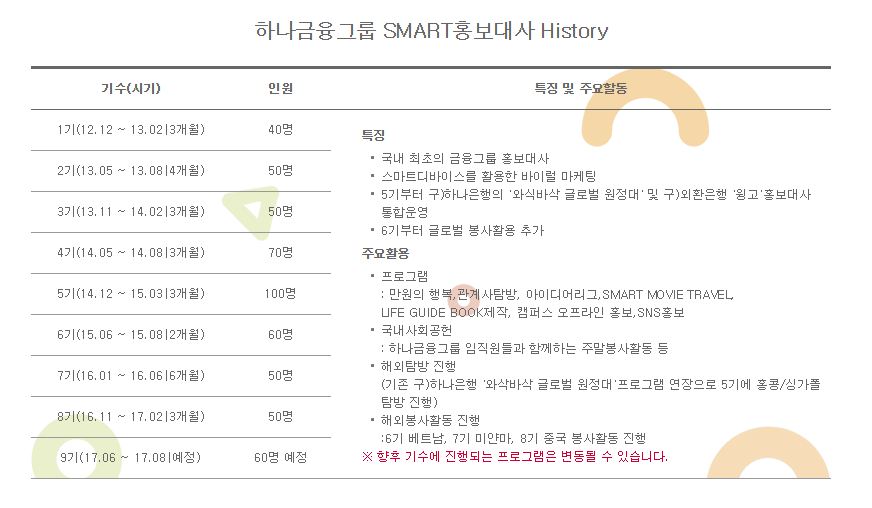 하나금융그룹 SMART홍보대사 History
기수(시기) 인원 특징 및 주요할동
1기(12.12 ~ 13.02|3개월) 40명
2기(13.05 ~ 13.08|4개월) 50명
3기(13.11 ~ 14.02|3개월) 50명
4기(14.05 ~ 14.08|3개월) 70명
5기(14.12 ~ 15.03|3개월) 100명
6기(15.06 ~ 15.08|2개월) 60명
7기(16.01 ~ 16.06|6개월) 50명
8기(16.11 ~ 17.02|3개월) 50명
9기(17.06 ~ 17.08|예정) 60명 예정
특징
• 국내 최초의 금융그룹 홍보대사
• 스마트디바이스를 활용한 바이럴 마케팅
• 5기부터 구)하나은행의 '와식바삭 글로벌 원정대' 및 구)외환은행 '윙고'홍보대사
통합운영
• 6기부터 글로벌 봉사활용 추가
주요활용
• 프로그램
: 만원의 행복,관계사탐방, 아이디어리그,SMART MOVIE TRAVEL,
LIFE GUIDE BOOK제작, 캠퍼스 오프라인 홍보,SNS홍보
• 국내사회공헌
: 하나금융그룹 임직원들과 함께하는 주말봉사활동 등
• 해외탐방 진행
(기존 구)하나은행 '와삭바삭 글로벌 원정대'프로그램 연장으로 5기에 홍콩/싱가폴
탐방 진행)
• 해외봉사활동 진행
:6기 베트남, 7기 미얀마, 8기 중국 봉사활동 진행
※ 향후 기수에 진행되는 프로그램은 변동될 수 있습니다.